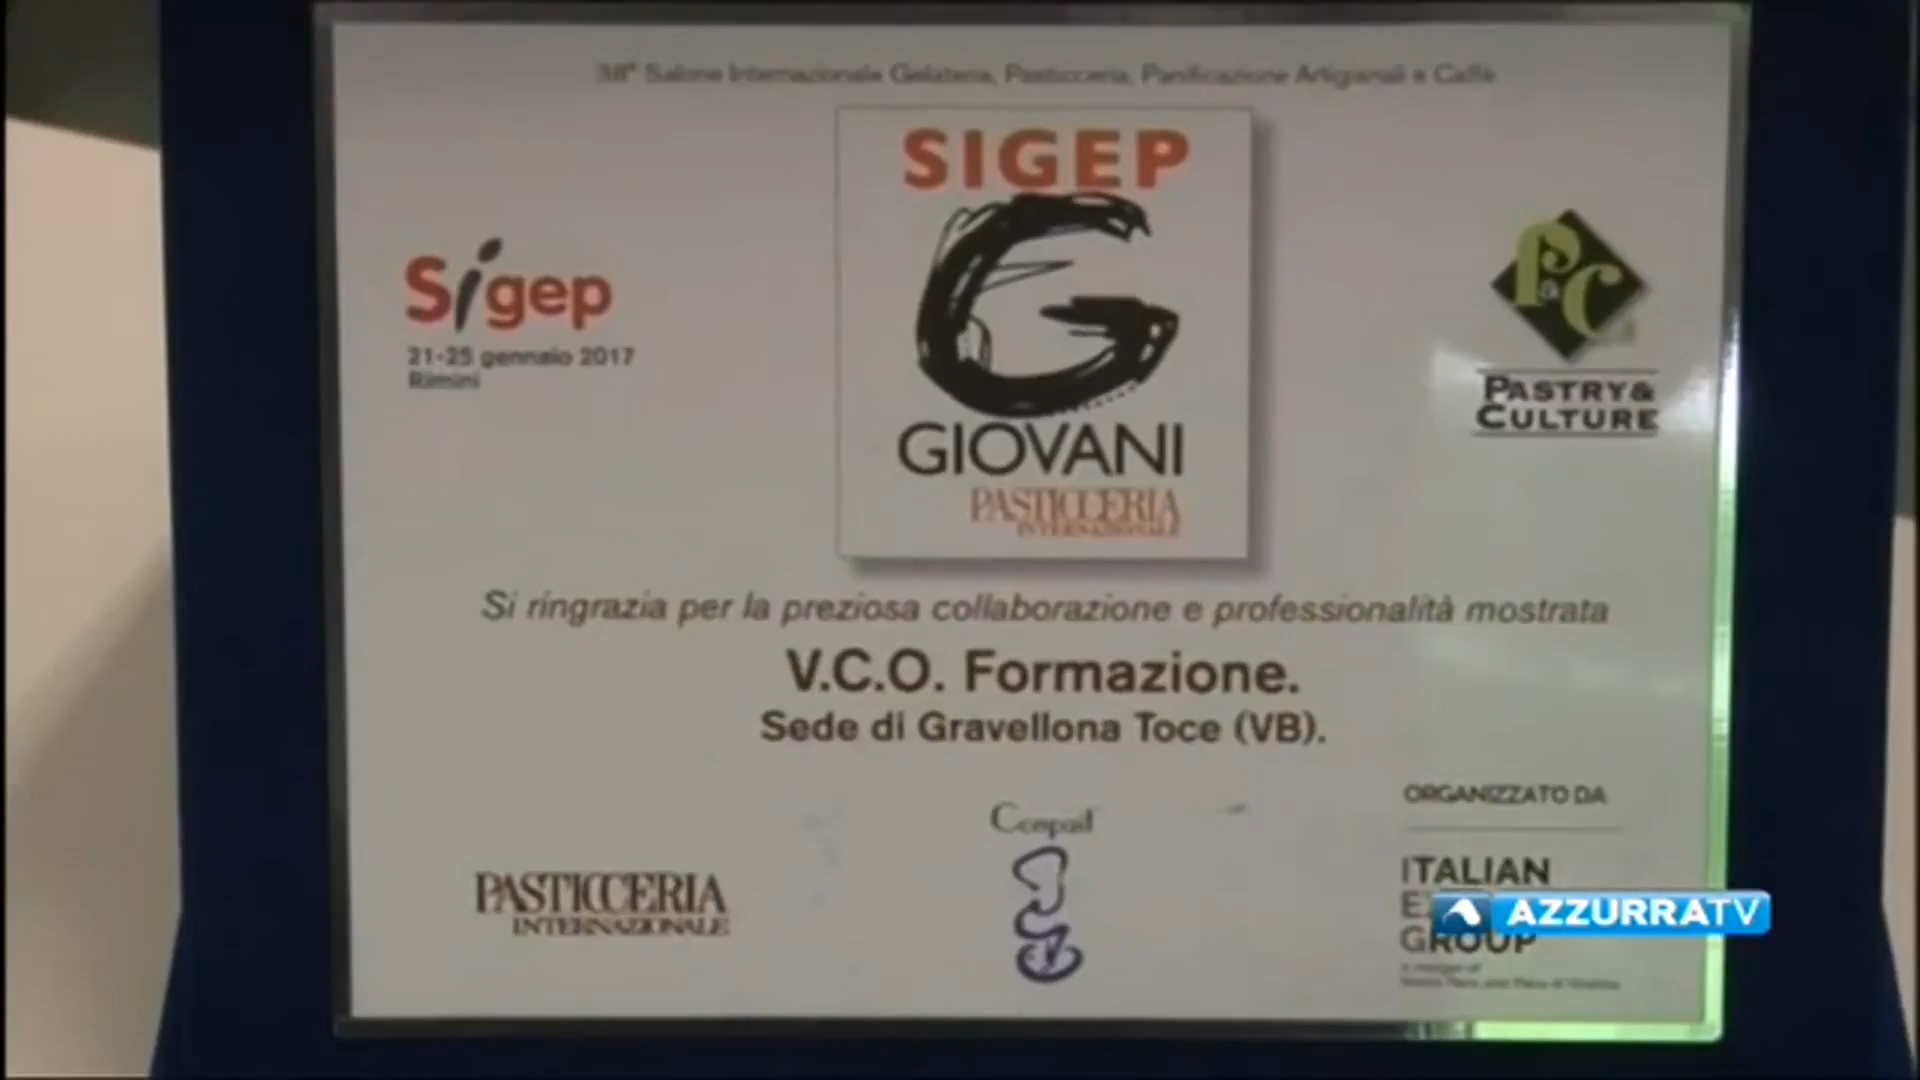 38° Salone Internazionale Gelateria, Pasticceria, Panificazione Artigianali e Caffè
SIGEP
G
GIOVANI
PASTICCERIA
INTERNAZIONALE
Sigep
21-25 gennaio 2017
Rimini
P&C
PASTRY&
CULTURE
Si ringrazia per la preziosa collaborazione e professionalità mostrata
V.C.O. Formazione.
Sede di Gravellona Toce (VB).
PASTICCERIA
INTERNAZIONALE
Conpait
ORGANIZZATO DA
ITALIAN
GROUP
AZZURRATV